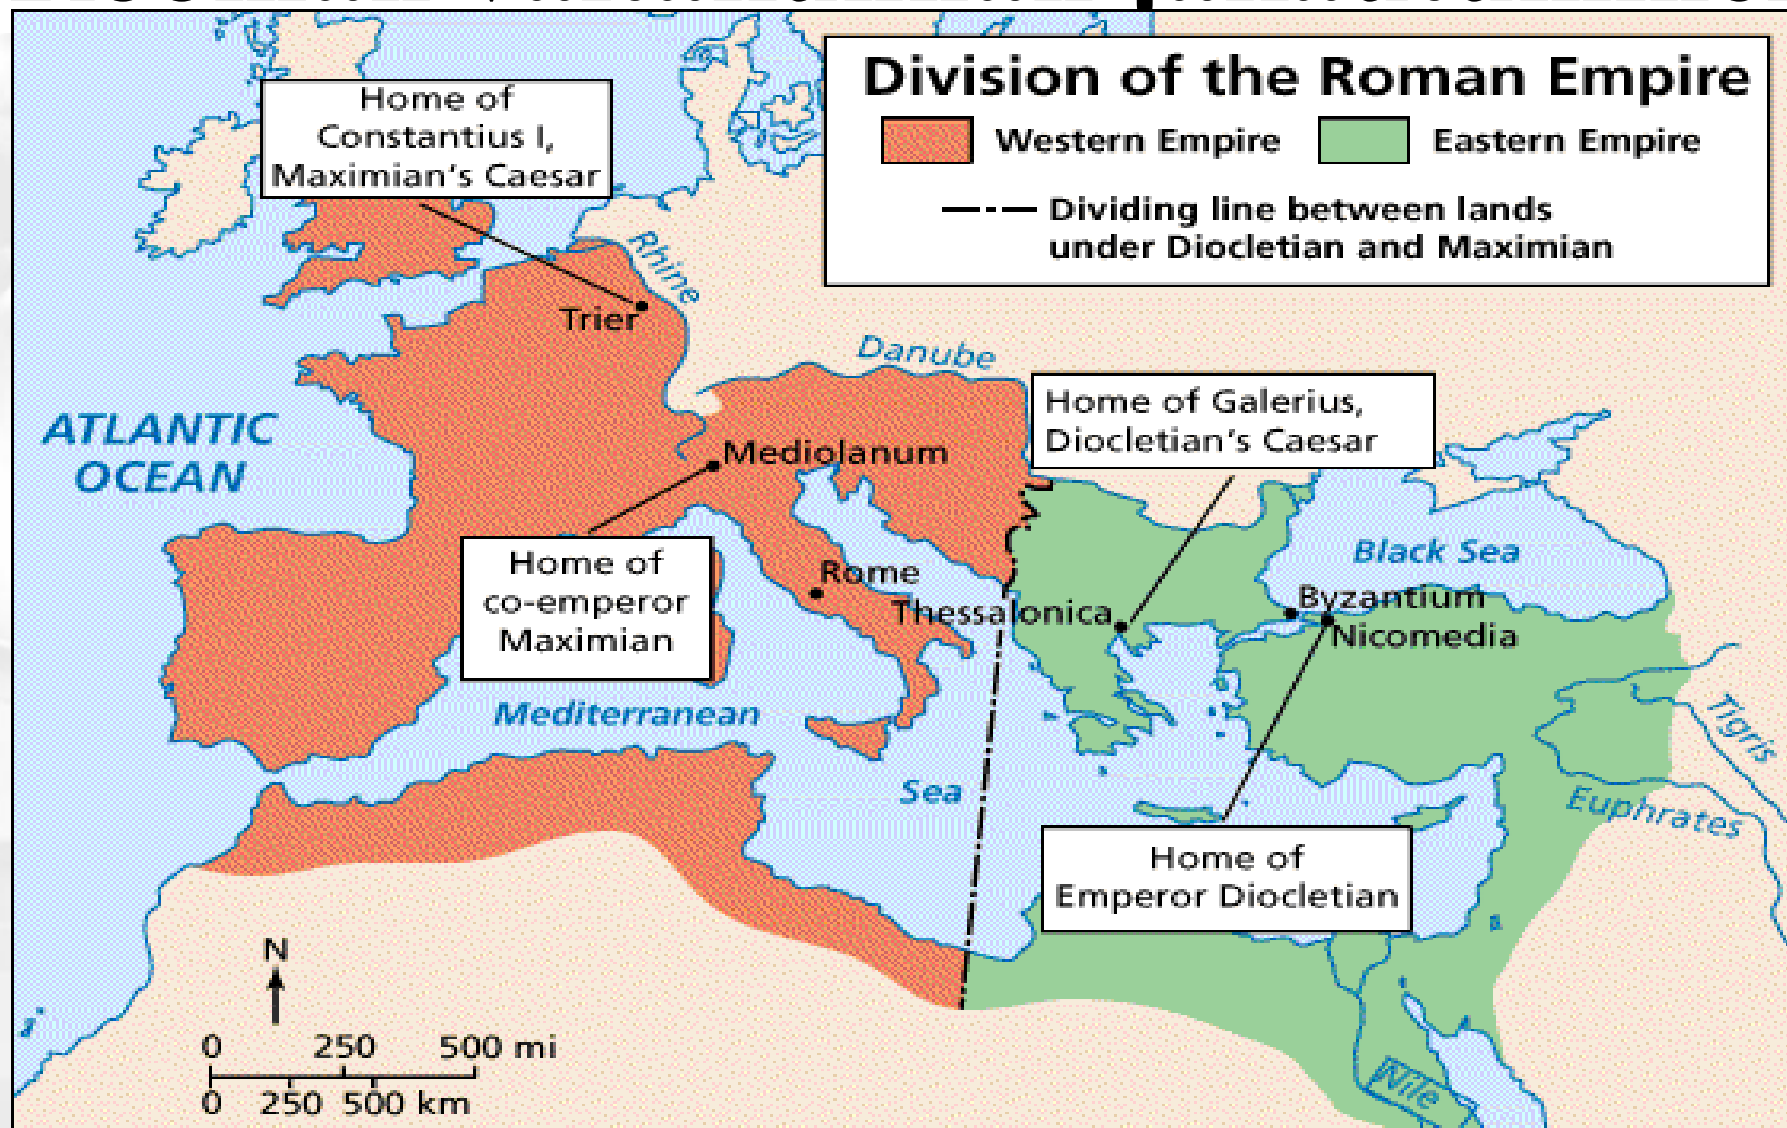 Division of the Roman Empire
Western Empire
Eastern Empire
Dividing line between lands
under Diocletian and Maximian
Home of
Constantius I,
Maximian's Caesar
Rhine
Trier
Danube
Home of Galerius,
Diocletian's Caesar
ATLANTIC
OCEAN
Mediolanum
Black Sea
Home of
co-emperor
Maximian
Rome
Thessalonica
Byzantium
Nicomedia
Mediterranean
Sea
Tigris
Euphrates
Home of
Emperor Diocletian
N
0 250 500 mi
0 250 500 km
Nile